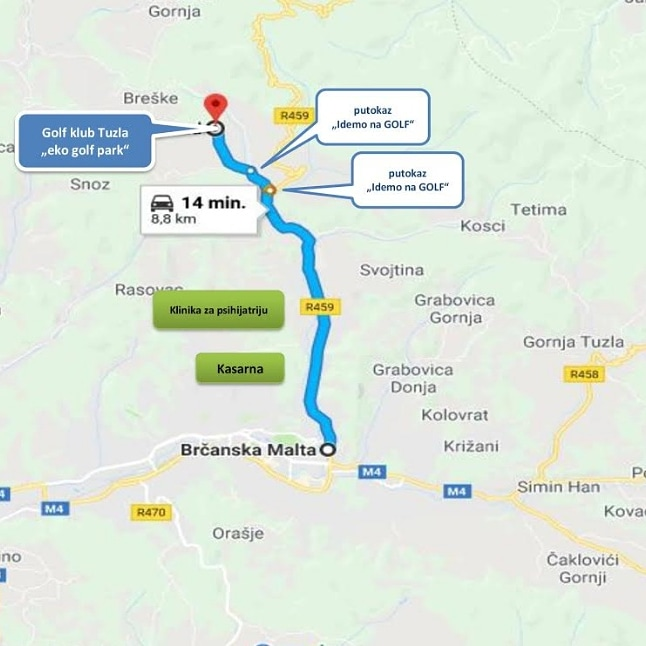 Gornja
Breške
R459
putokaz
„Idemo na GOLF“
Golf klub Tuzla
„eko golf park“
putokaz
„Idemo na GOLF“
Snoz
14 min.
8,8 km
Tetima
Kosci
Svojtina
Rasovac
Klinika za psihijatriju
R459
Grabovica
Gornja
Gornja Tuzla
Kasarna
Grabovica
Donja
R458
Kolovrat
Križani
Brčanska Malta
M4
M4
Simin Han
M4
R470
Orašje
Čaklovići
Gornji